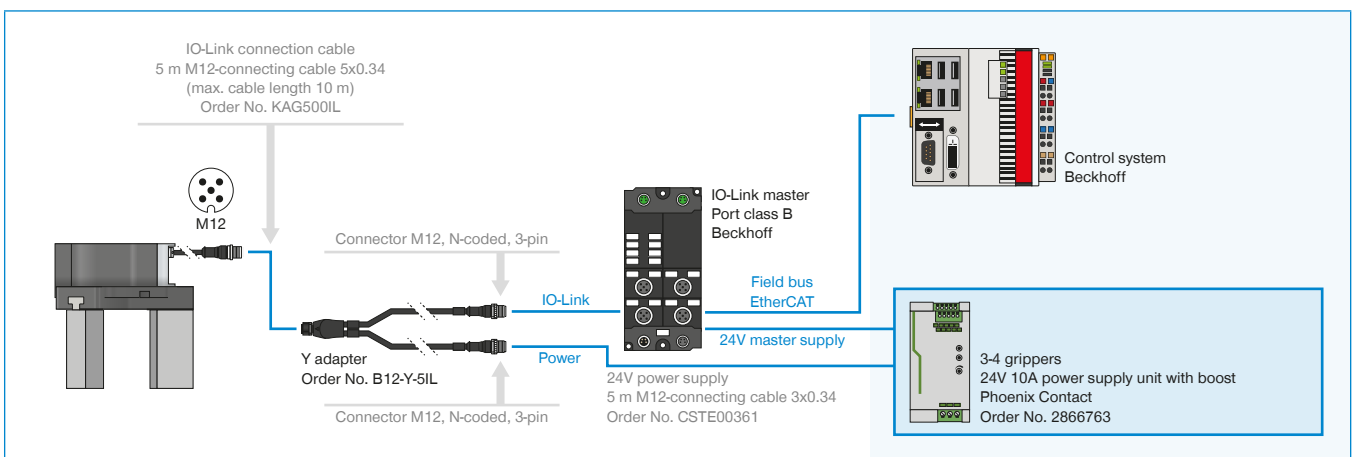 IO-Link connection cable
5 m M12-connecting cable 5x0.34
(max. cable length 10 m)
Order No. KAG500IL
M12
Connector M12, N-coded, 3-pin
Y adapter
Order No. B12-Y-5IL
Connector M12, N-coded, 3-pin
IO-Link
Power
IO-Link master
Port class B
Beckhoff
Field bus
EtherCAT
24V master supply
24V power supply
5 m M12-connecting cable 3x0.34
Order No. CSTE00361
Control system
Beckhoff
3-4 grippers
24V 10A power supply unit with boost
Phoenix Contact
Order No. 2866763